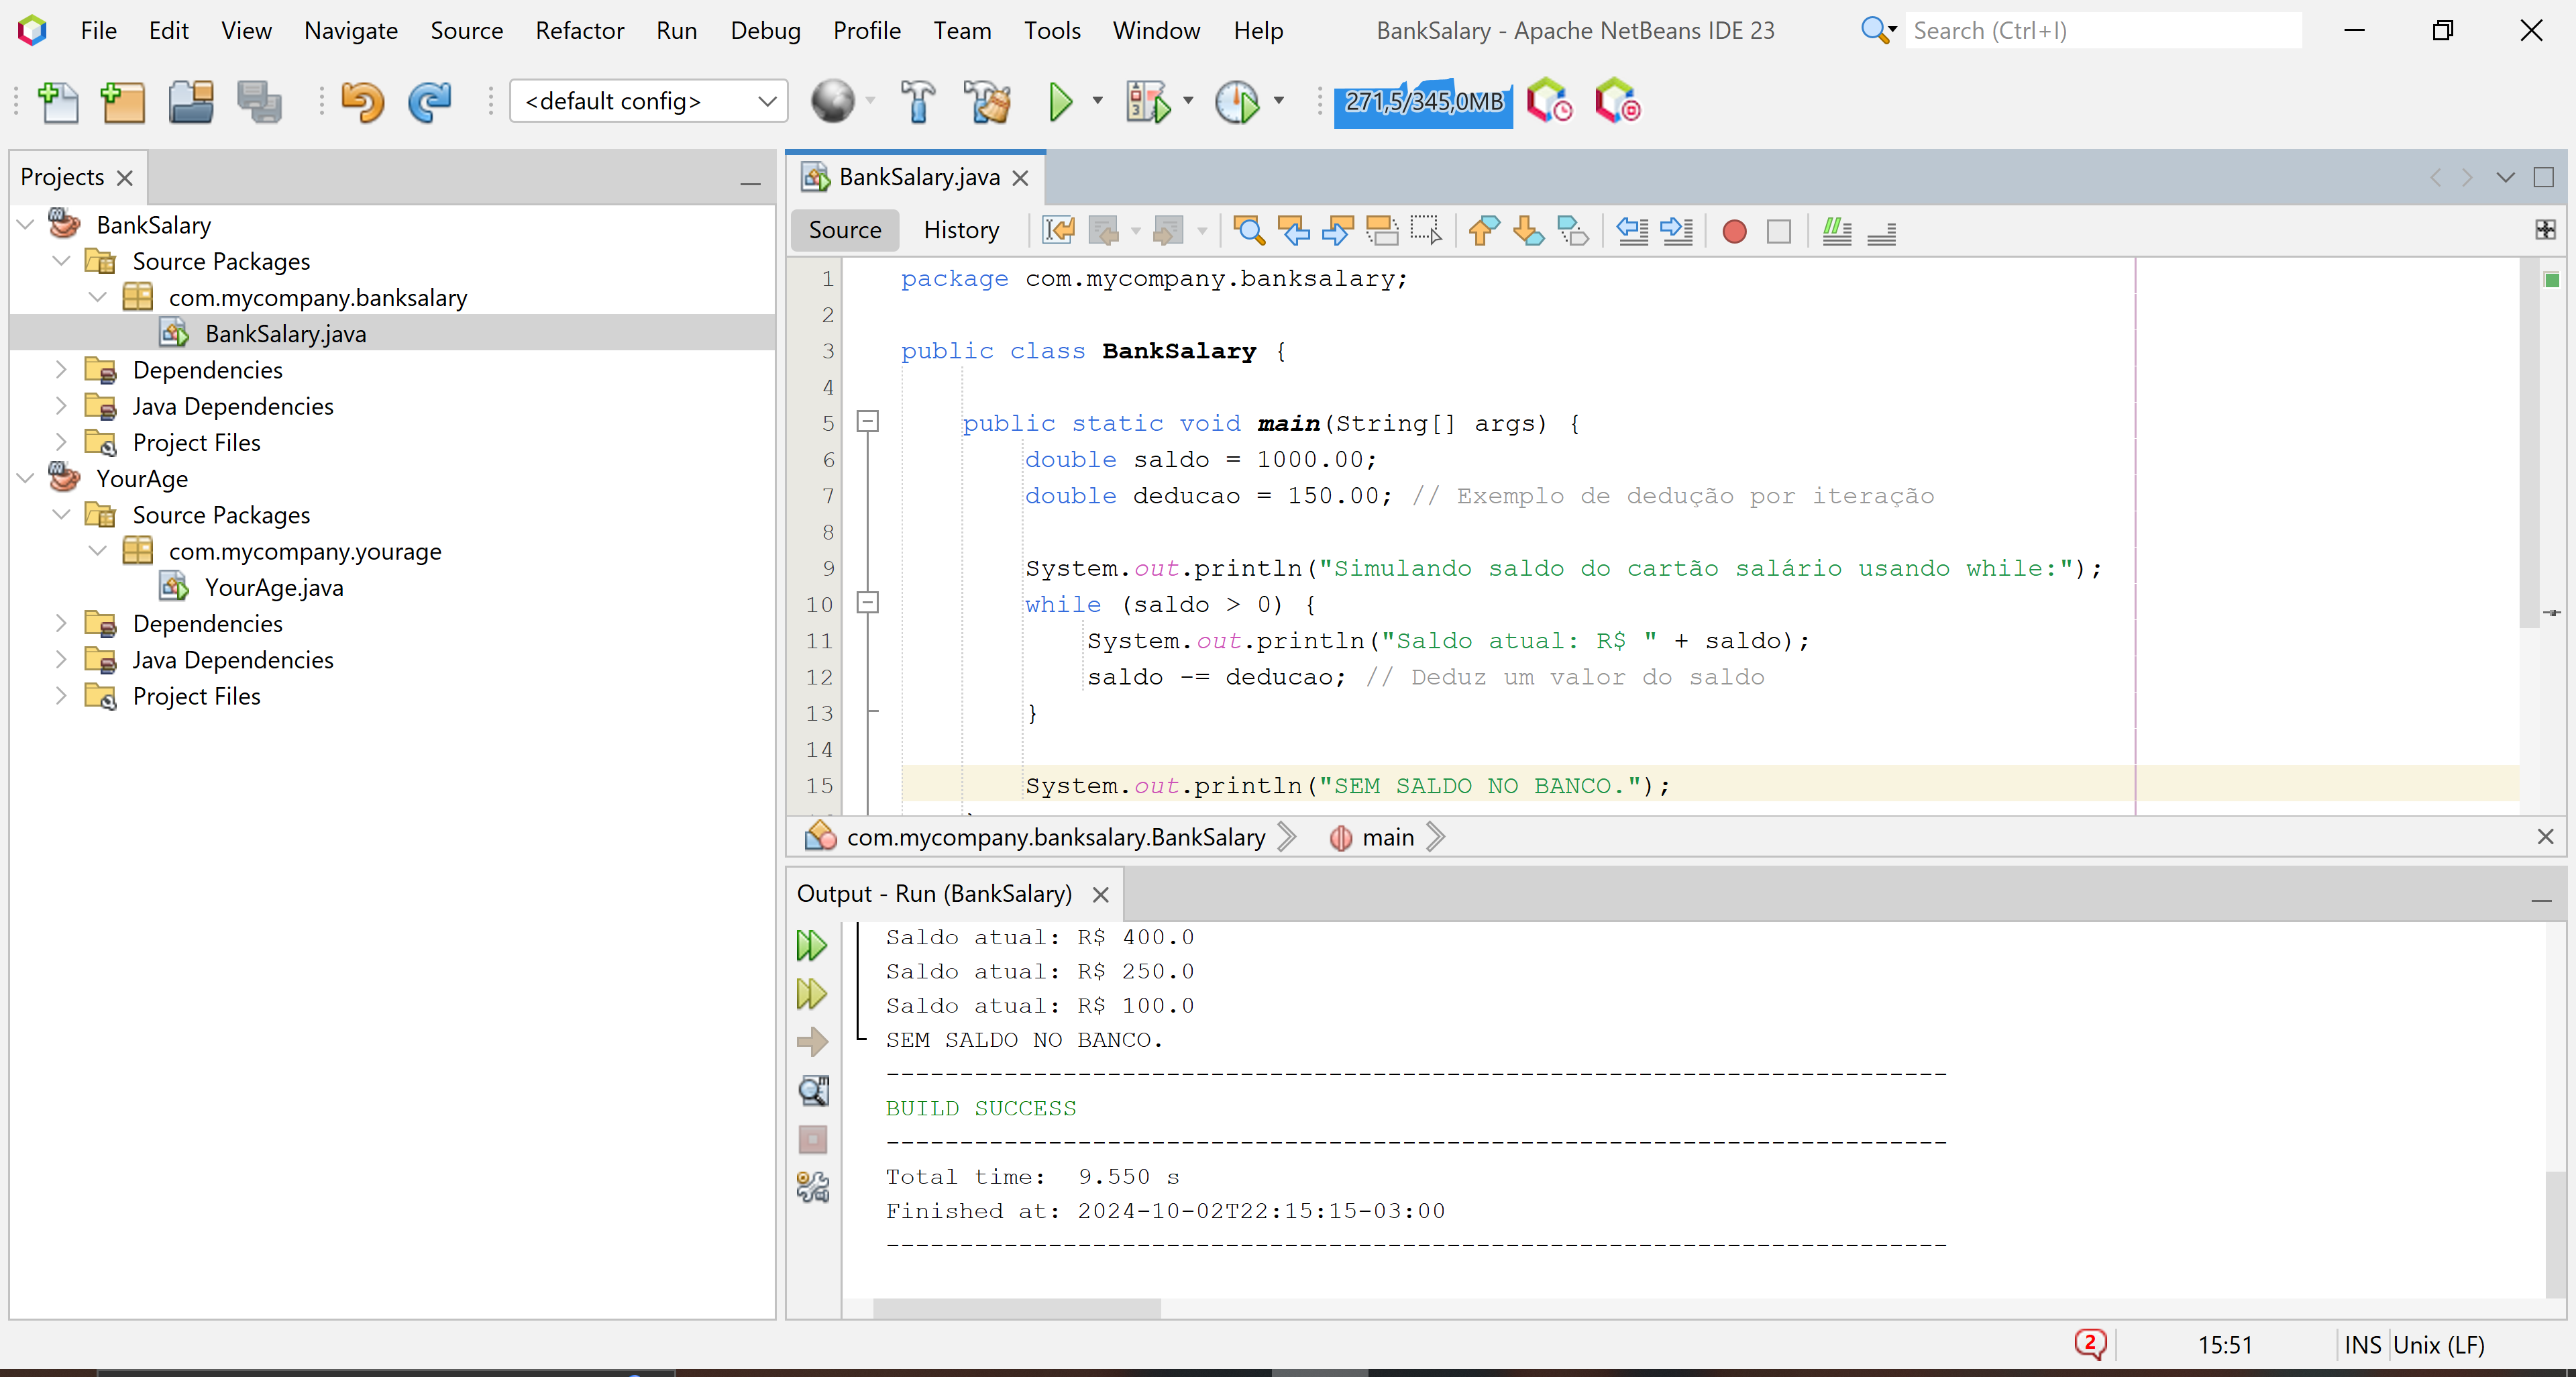 File Edit View Navigate Source Refactor Run Debug Profile Team Tools Window Help BankSalary - Apache NetBeans IDE 23 Search (Ctrl+I)
<default config> 271,5/345,0MB
Projects
BankSalary
Source Packages
com.mycompany.banksalary
BankSalary.java
Dependencies
Java Dependencies
Project Files
YourAge
Source Packages
com.mycompany.yourage
YourAge.java
Dependencies
Java Dependencies
Project Files
BankSalary.java
Source History
1 package com.mycompany.banksalary;
2
3 public class BankSalary {
4
5 public static void main(String[] args) {
6 double saldo = 1000.00;
7 double deducao = 150.00; // Exemplo de dedução por iteração
8
9 System.out.println("Simulando saldo do cartão salário usando while:");
10 while (saldo > 0) {
11 System.out.println("Saldo atual: R$ " + saldo);
12 saldo -= deducao; // Deduz um valor do saldo
13 }
14
15 System.out.println("SEM SALDO NO BANCO.");
com.mycompany.banksalary.BankSalary main
Output - Run (BankSalary)
Saldo atual: R$ 400.0
Saldo atual: R$ 250.0
Saldo atual: R$ 100.0
SEM SALDO NO BANCO.
------------------------------------------------------------------------
BUILD SUCCESS
------------------------------------------------------------------------
Total time:  9.550 s
Finished at: 2024-10-02T22:15:15-03:00
------------------------------------------------------------------------
2 15:51 INS Unix (LF)